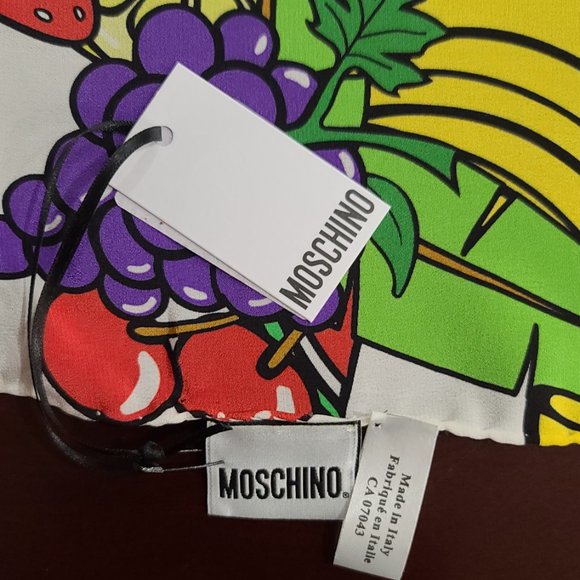 MOSCHINO
MOSCHINO®
Made In Italy
Fabriqué en Italie
CA 07043